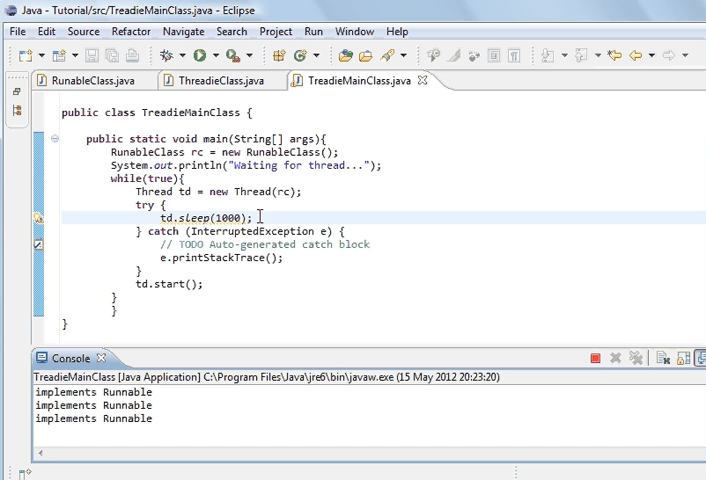 Java - Tutorial/src/TreadieMainClass.java - Eclipse
File Edit Source Refactor Navigate Search Project Run Window Help
RunableClass.java ThreadieClass.java TreadieMainClass.java
public class TreadieMainClass {
public static void main(String[] args){
RunableClass rc = new RunableClass();
System.out.println("Waiting for thread...");
while(true){
Thread td = new Thread(rc);
try {
td.sleep(1000);
} catch (InterruptedException e) {
// TODO Auto-generated catch block
e.printStackTrace();
}
td.start();
}
}
}
Console
TreadieMainClass [Java Application] C:\Program Files\Java\jre6\bin\javaw.exe (15 May 2012 20:23:20)
implements Runnable
implements Runnable
implements Runnable